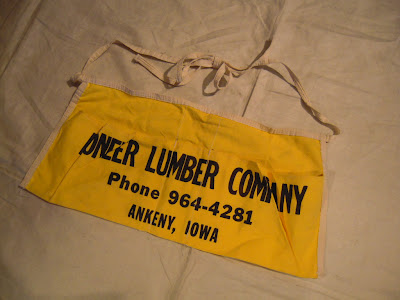 ONEER LUMBER COMPANY
Phone 964-4281
ANKENY, IOWA